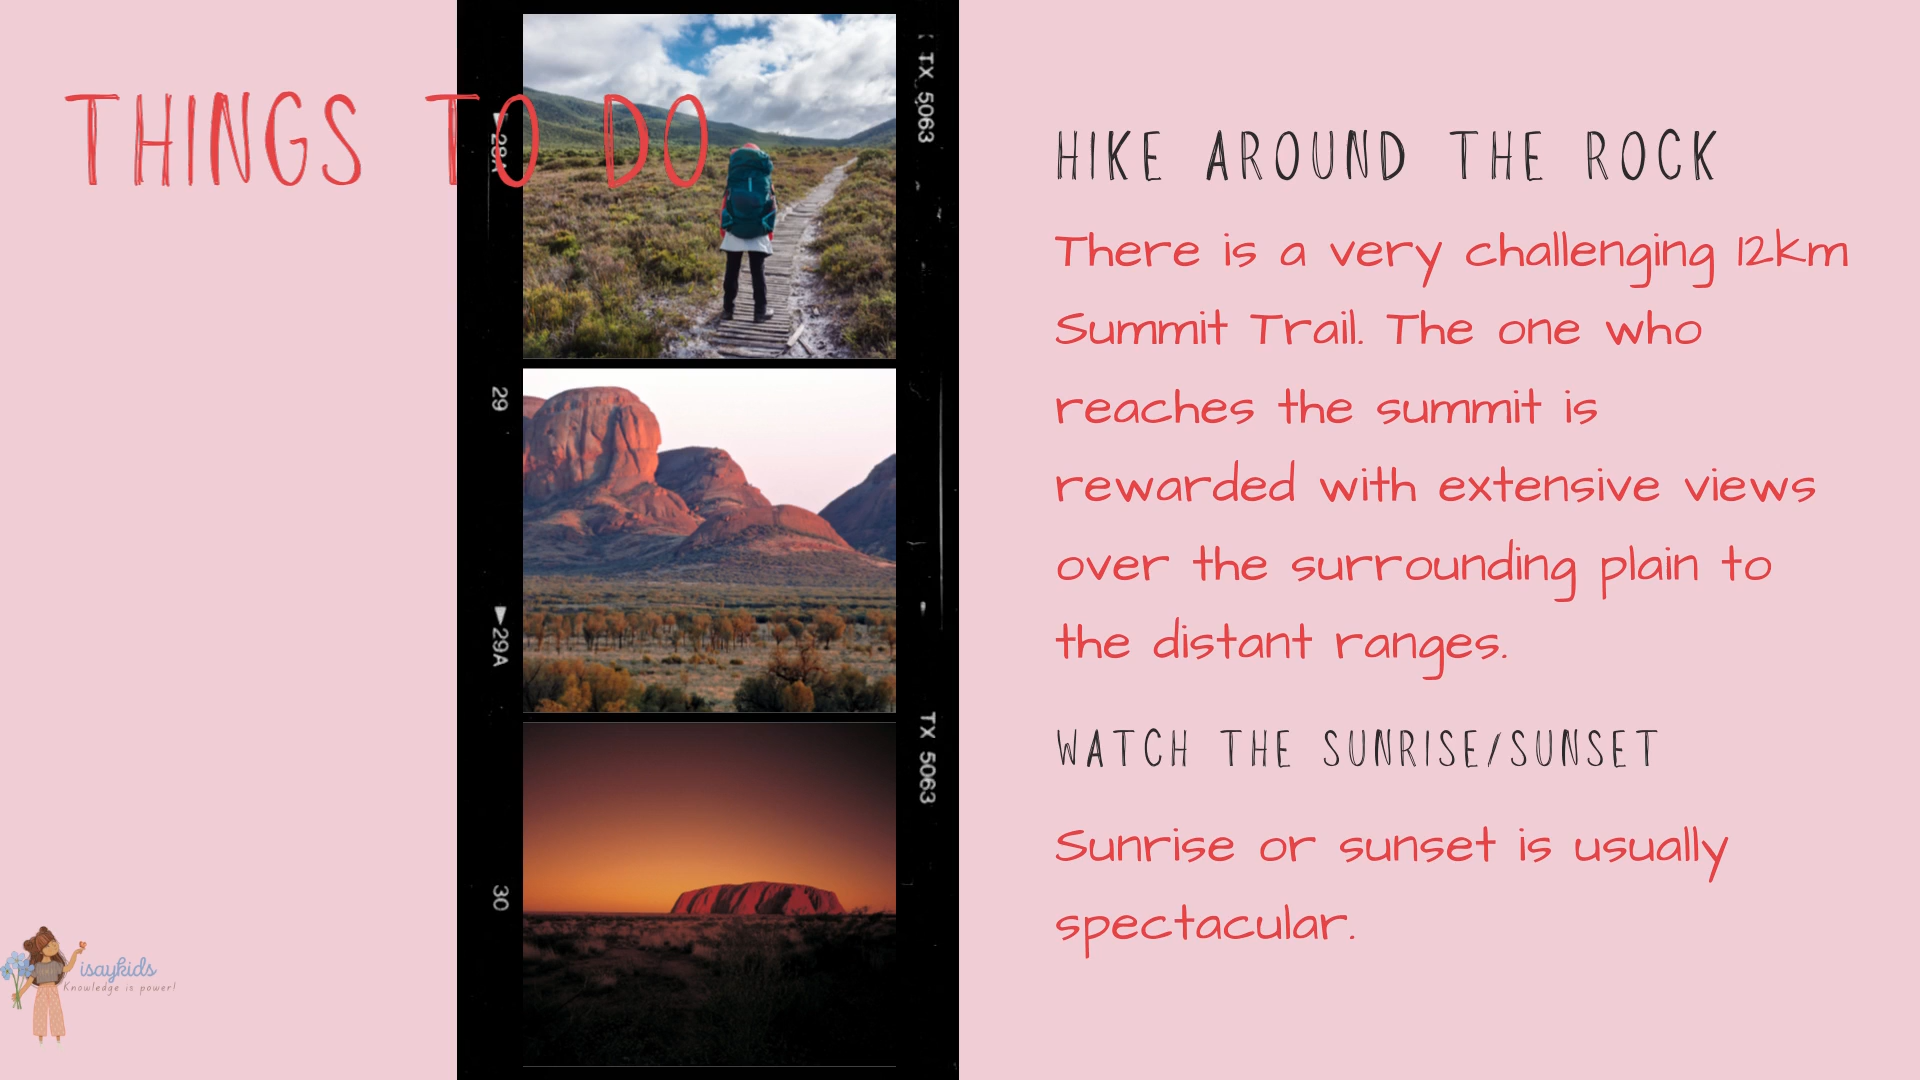 THINGS TO DO
HIKE AROUND THE ROCK
There is a very challenging 12km
Summit Trail. The one who
reaches the summit is
rewarded with extensive views
over the surrounding plain to
the distant ranges.
WATCH THE SUNRISE/SUNSET
Sunrise or sunset is usually
spectacular.
28A
29
29A
30
TX 5063
TX 5063
isaykids
Knowledge is power!